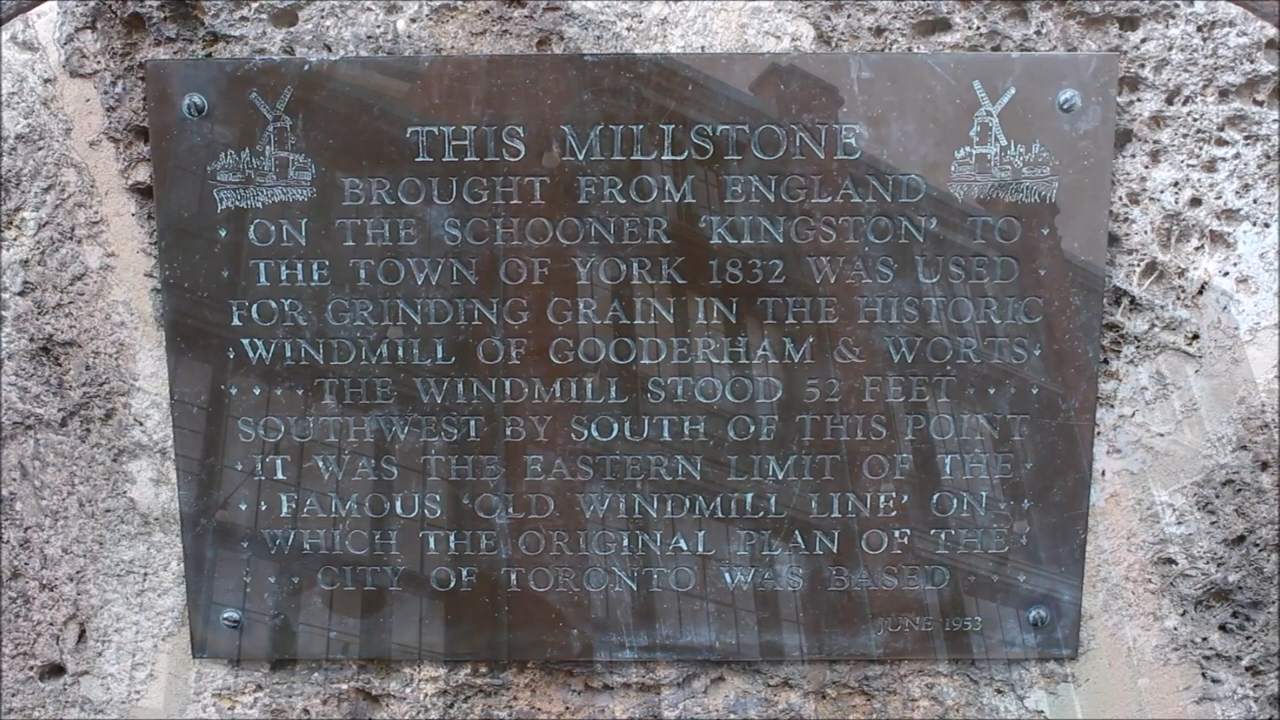 THIS MILLSTONE
BROUGHT FROM ENGLAND
ON THE SCHOONER 'KINGSTON' TO
THE TOWN OF YORK 1832 WAS USED
FOR GRINDING GRAIN IN THE HISTORIC
WINDMILL OF GOODERHAM & WORTS
THE WINDMILL STOOD 52 FEET
SOUTHWEST BY SOUTH OF THIS POINT
IT WAS THE EASTERN LIMIT OF THE
FAMOUS 'OLD WINDMILL LINE' ON
WHICH THE ORIGINAL PLAN OF THE
CITY OF TORONTO WAS BASED
JUNE 1953